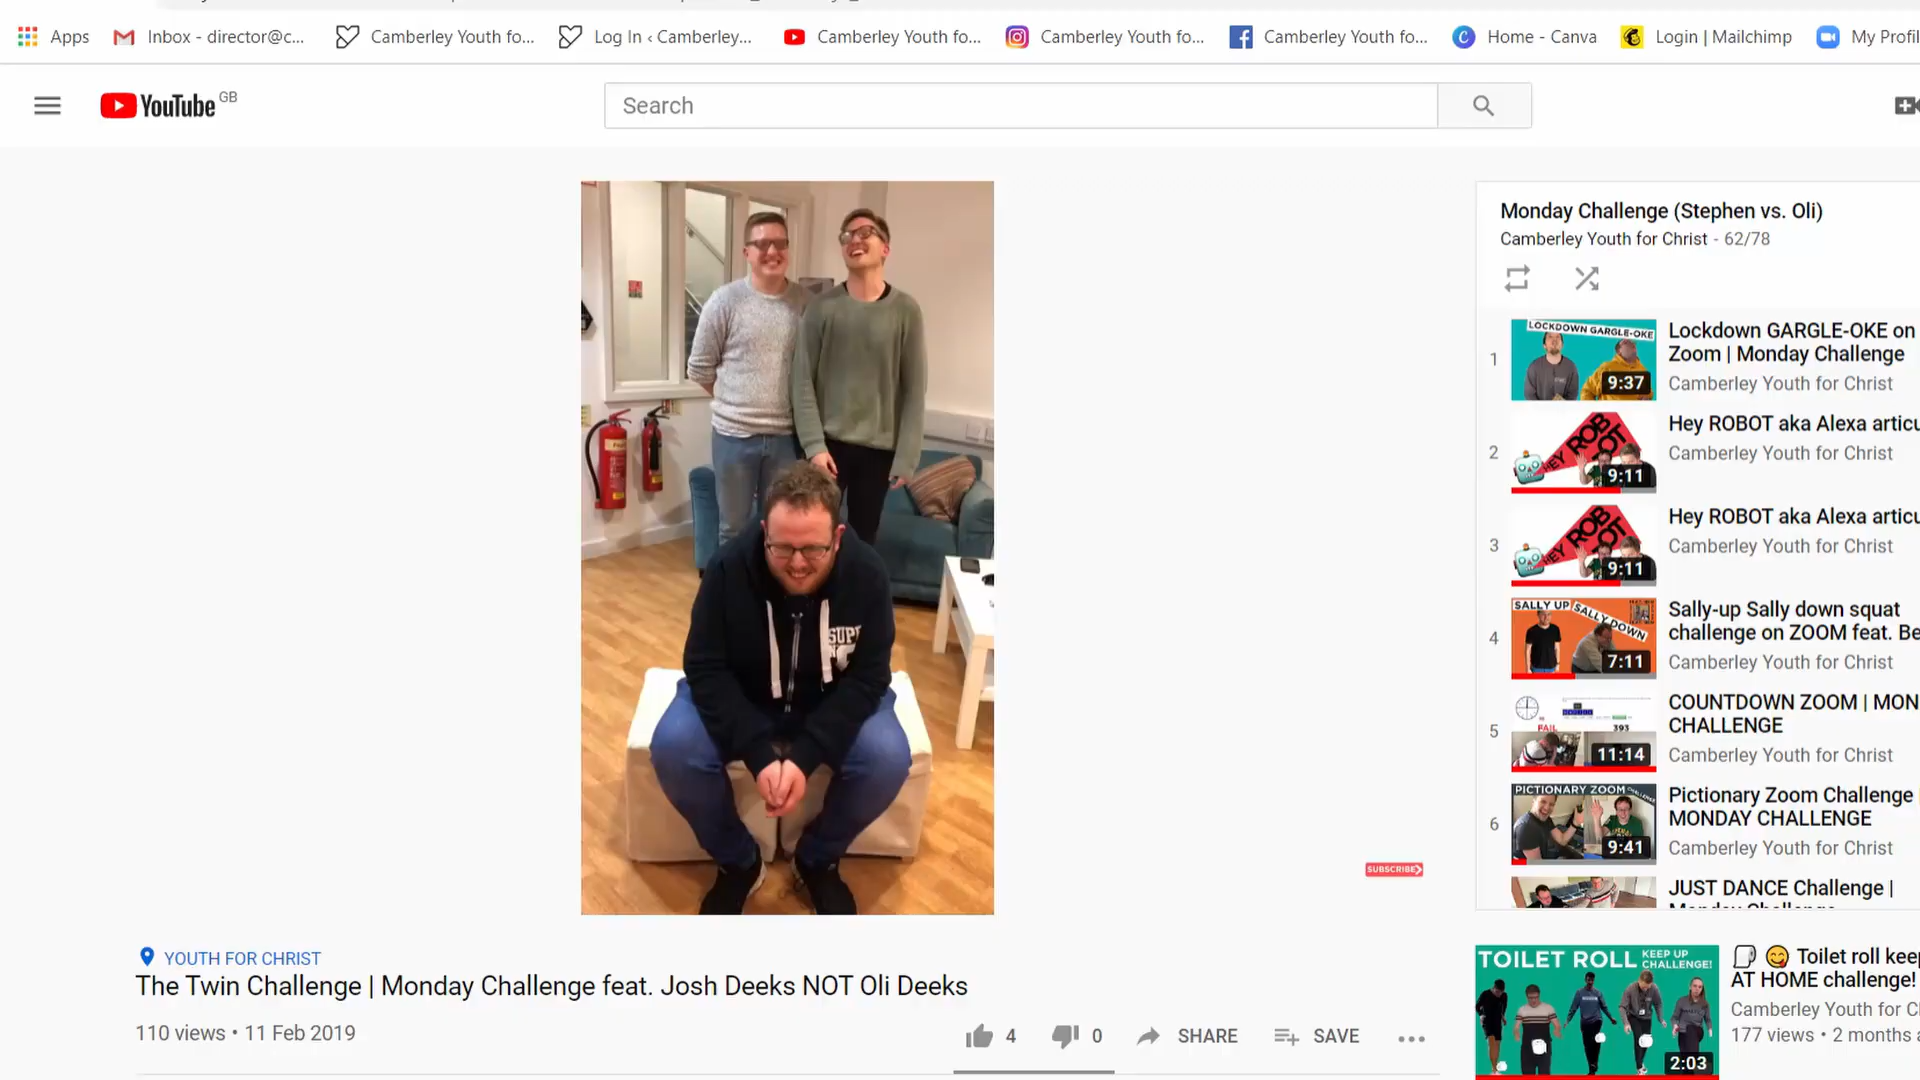 Apps
Inbox - director@c...
Camberley Youth fo...
Log In ‹ Camberley...
Camberley Youth fo...
Camberley Youth fo...
Camberley Youth fo...
Home - Canva
Login | Mailchimp
My Profil
YouTube GB
Search
Monday Challenge (Stephen vs. Oli)
Camberley Youth for Christ - 62/78
1
LOCKDOWN GARGLE-OKE
9:37
Lockdown GARGLE-OKE on
Zoom | Monday Challenge
Camberley Youth for Christ
2
HEY ROBOT
9:11
Hey ROBOT aka Alexa articu
Camberley Youth for Christ
3
HEY ROBOT
9:11
Hey ROBOT aka Alexa articu
Camberley Youth for Christ
4
SALLY UP SALLY DOWN
7:11
Sally-up Sally down squat
challenge on ZOOM feat. Be
Camberley Youth for Christ
5
FAIL
393
11:14
COUNTDOWN ZOOM | MON
CHALLENGE
Camberley Youth for Christ
6
PICTIONARY ZOOM CHALLENGE
9:41
Pictionary Zoom Challenge
MONDAY CHALLENGE
Camberley Youth for Christ
JUST DANCE Challenge |
SUBSCRIBE
YOUTH FOR CHRIST
The Twin Challenge | Monday Challenge feat. Josh Deeks NOT Oli Deeks
110 views • 11 Feb 2019
4
0
SHARE
SAVE
TOILET ROLL KEEP UP
CHALLENGE!
2:03
Toilet roll keep
AT HOME challenge!
Camberley Youth for C
177 views • 2 months a